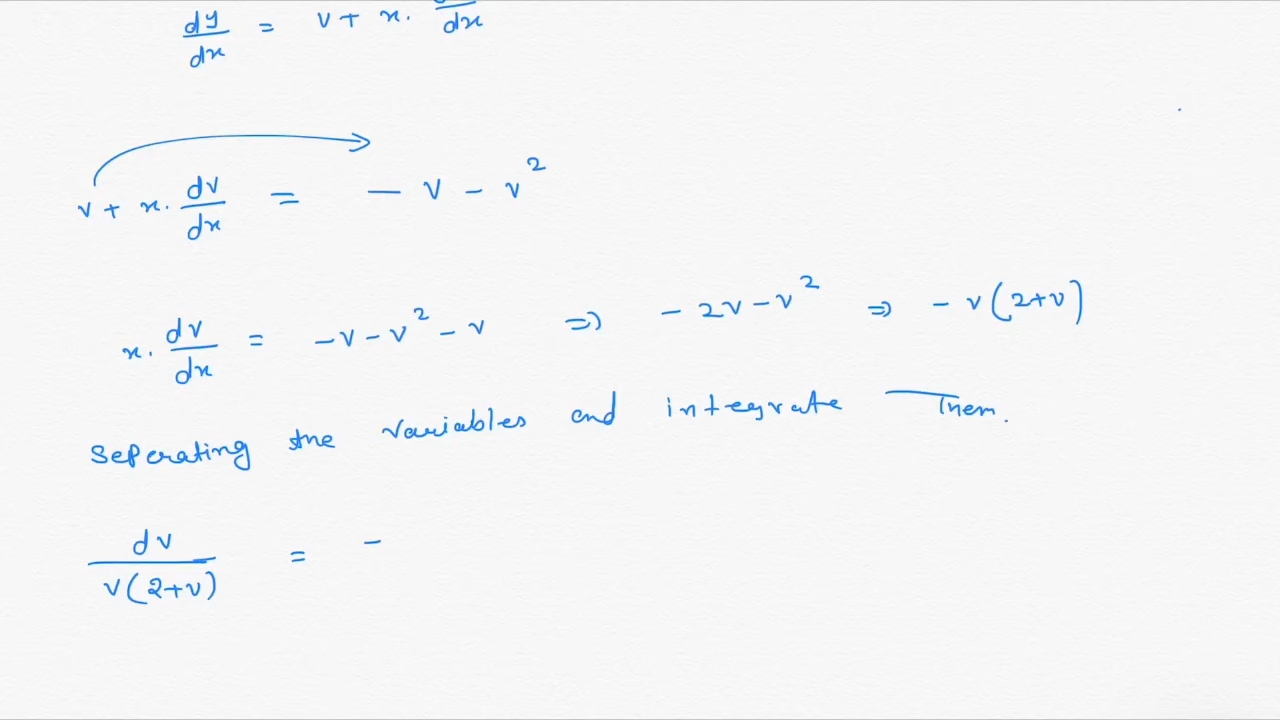 dy/dx = v + x. dv/dx
v + x. dv/dx = - v - v²
x. dv/dx = -v - v² - v ⇒ - 2v - v² ⇒ - v(2+v)
Seperating the variables and integrate Them.
dv/v(2+v) = -